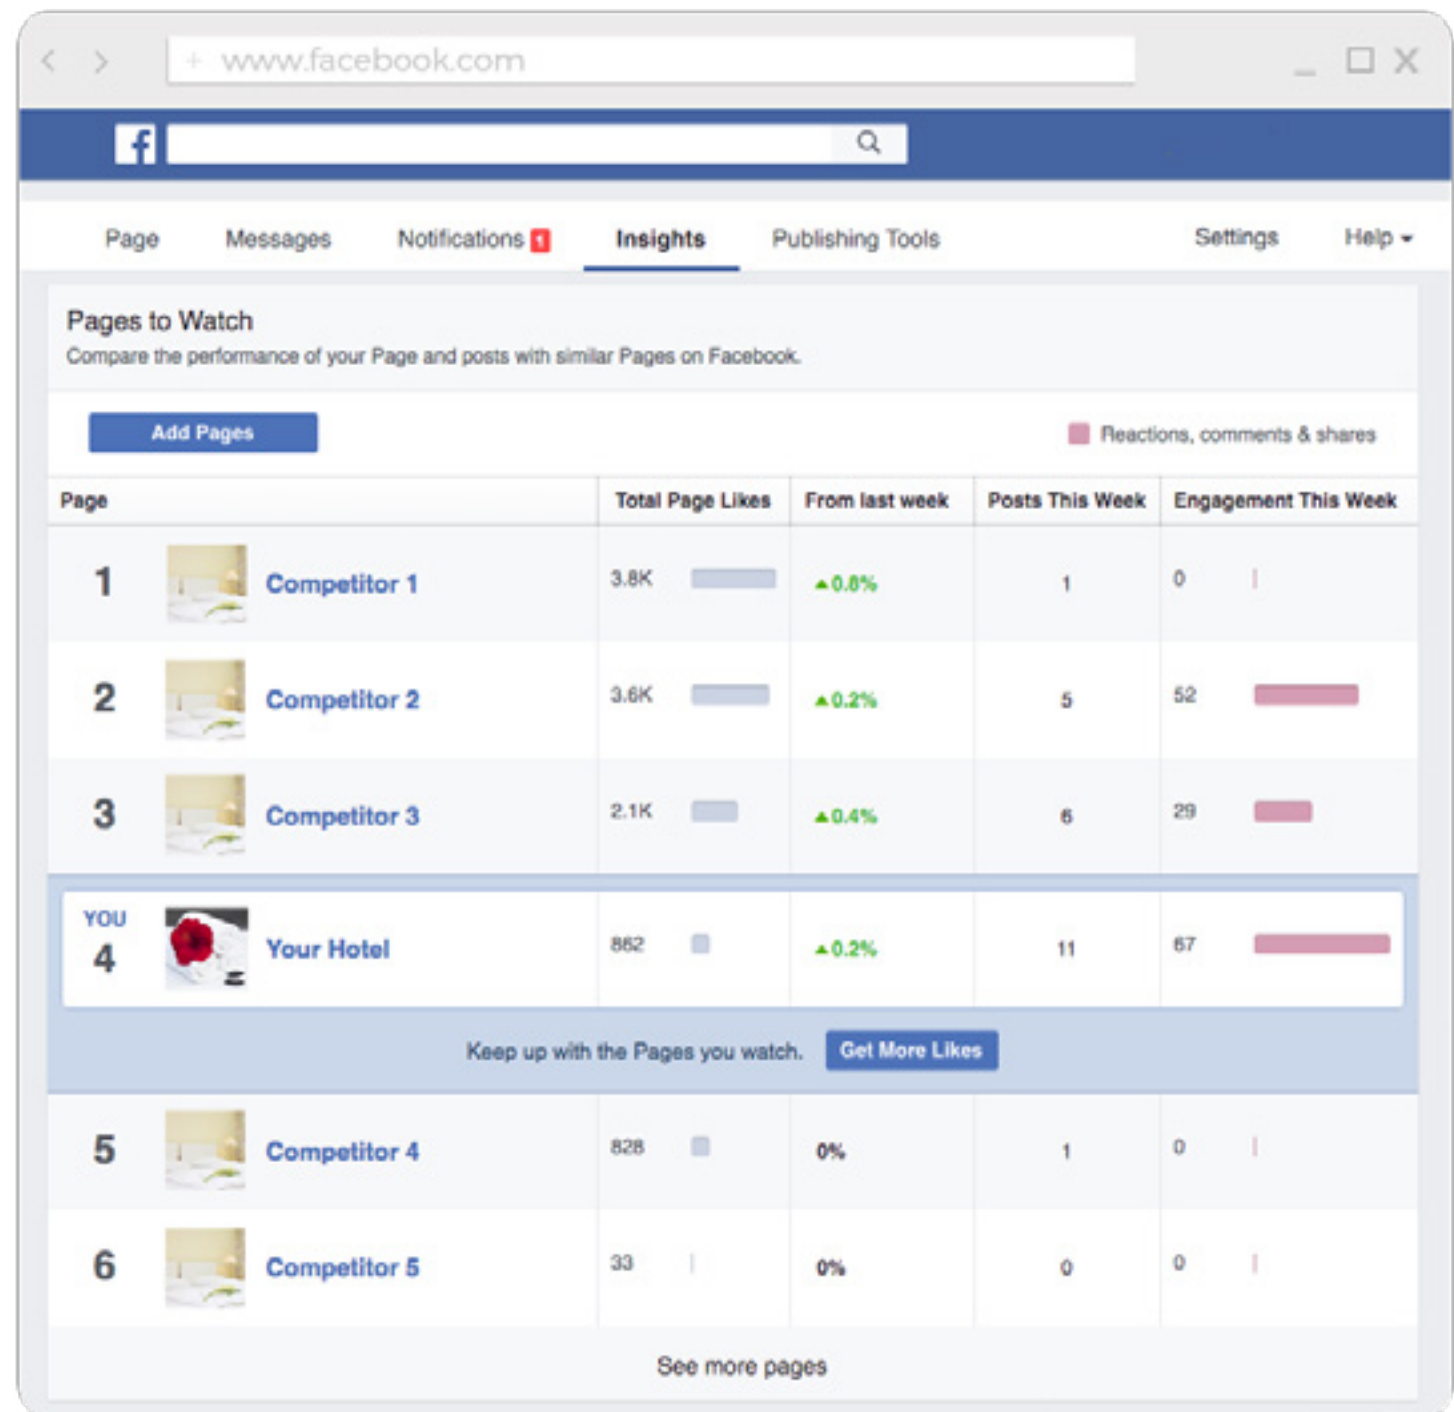 + www.facebook.com
f
Page Messages Notifications 1 Insights Publishing Tools Settings Help
Pages to Watch
Compare the performance of your Page and posts with similar Pages on Facebook.
Add Pages Reactions, comments & shares
Page Total Page Likes From last week Posts This Week Engagement This Week
1 Competitor 1 3.8K 0.8% 1 0
2 Competitor 2 3.6K 0.2% 5 52
3 Competitor 3 2.1K 0.4% 6 29
YOU
4 Your Hotel 862 0.2% 11 67
Keep up with the Pages you watch. Get More Likes
5 Competitor 4 828 0% 1 0
6 Competitor 5 33 0% 0 0
See more pages